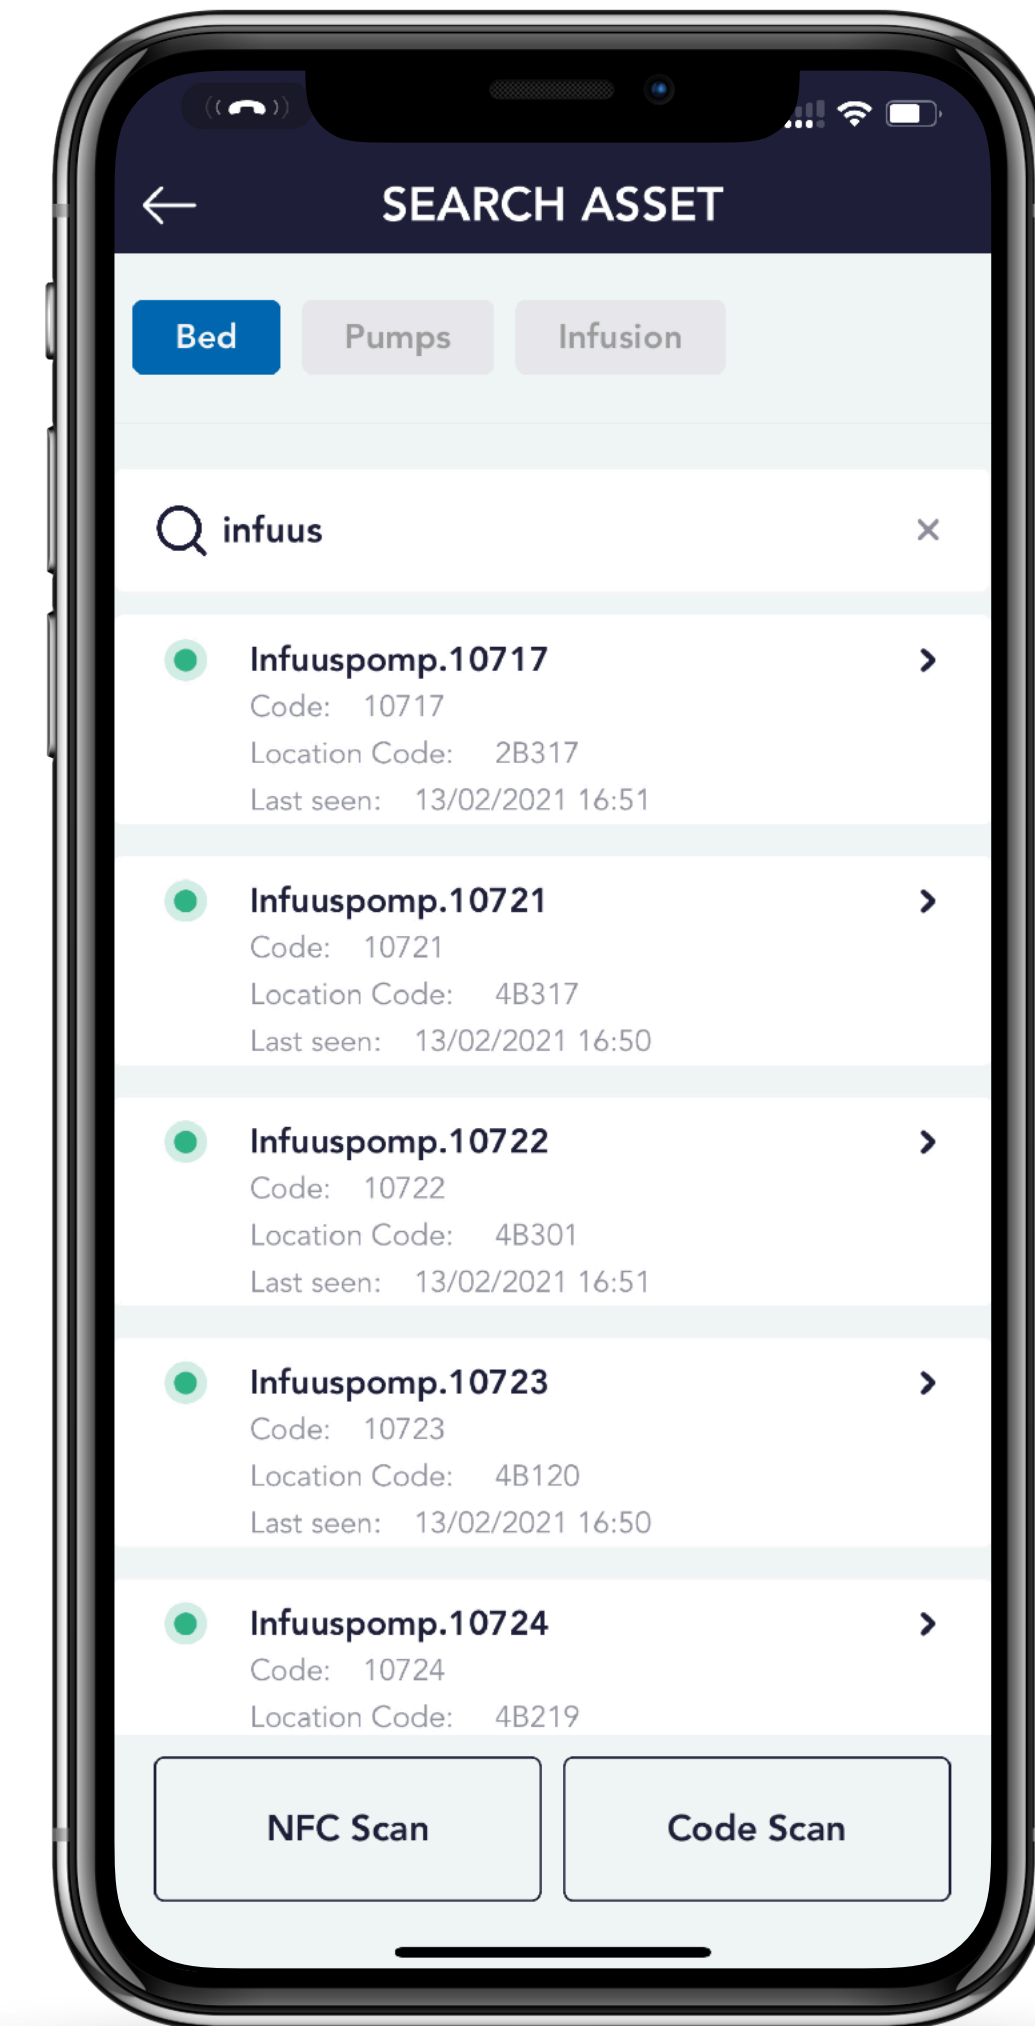 SEARCH ASSET
Bed Pumps Infusion
infuus
Infuuspomp.10717
Code: 10717
Location Code: 2B317
Last seen: 13/02/2021 16:51
Infuuspomp.10721
Code: 10721
Location Code: 4B317
Last seen: 13/02/2021 16:50
Infuuspomp.10722
Code: 10722
Location Code: 4B301
Last seen: 13/02/2021 16:51
Infuuspomp.10723
Code: 10723
Location Code: 4B120
Last seen: 13/02/2021 16:50
Infuuspomp.10724
Code: 10724
Location Code: 4B219
NFC Scan Code Scan